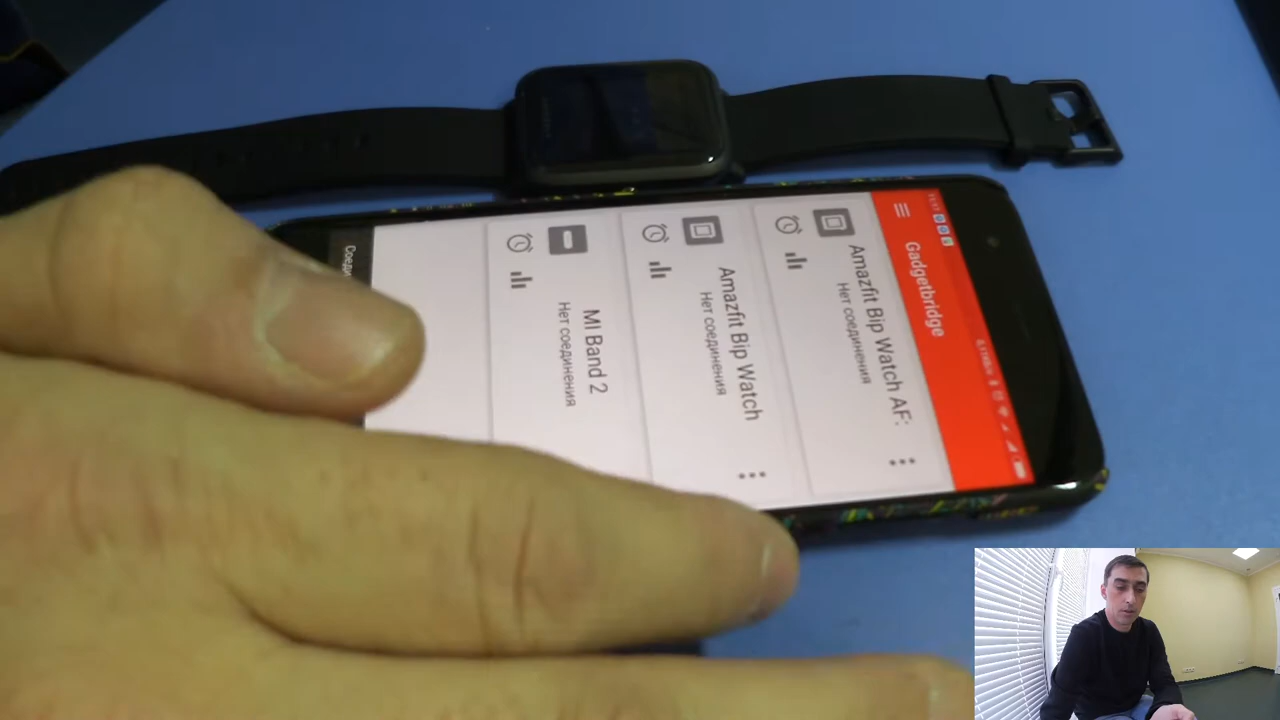 Gadgetbridge
Amazfit Bip Watch AF:
Нет соединения
Amazfit Bip Watch
Нет соединения
MI Band 2
Нет соединения